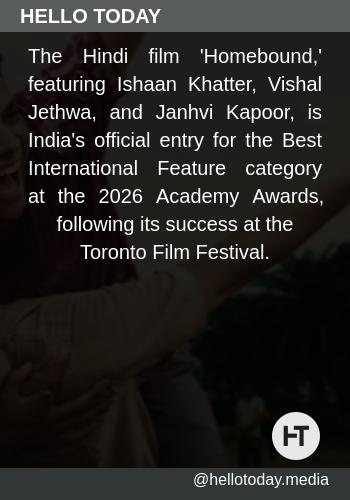 HELLO TODAY
The Hindi film 'Homebound,'
featuring Ishaan Khatter, Vishal
Jethwa, and Janhvi Kapoor, is
India's official entry for the Best
International Feature category
at the 2026 Academy Awards,
following its success at the
Toronto Film Festival.
HT
@hellotoday.media